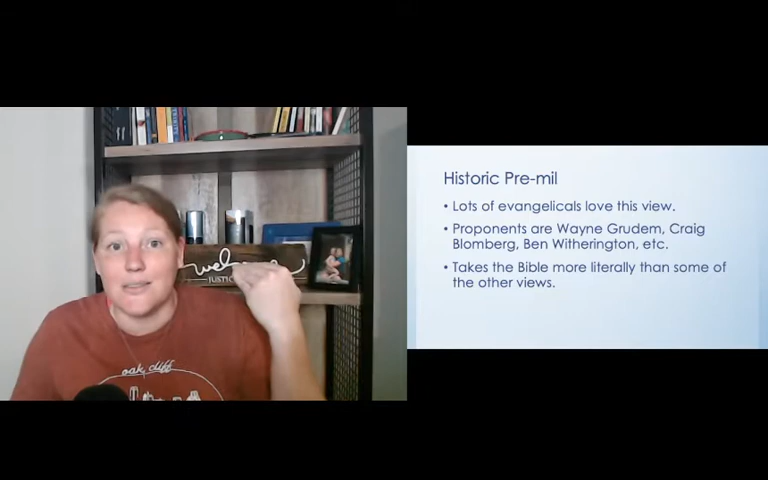 welcome
JUSTIC
oak cliff
Historic Pre-mil
• Lots of evangelicals love this view.
• Proponents are Wayne Grudem, Craig
Blomberg, Ben Witherington, etc.
• Takes the Bible more literally than some of
the other views.